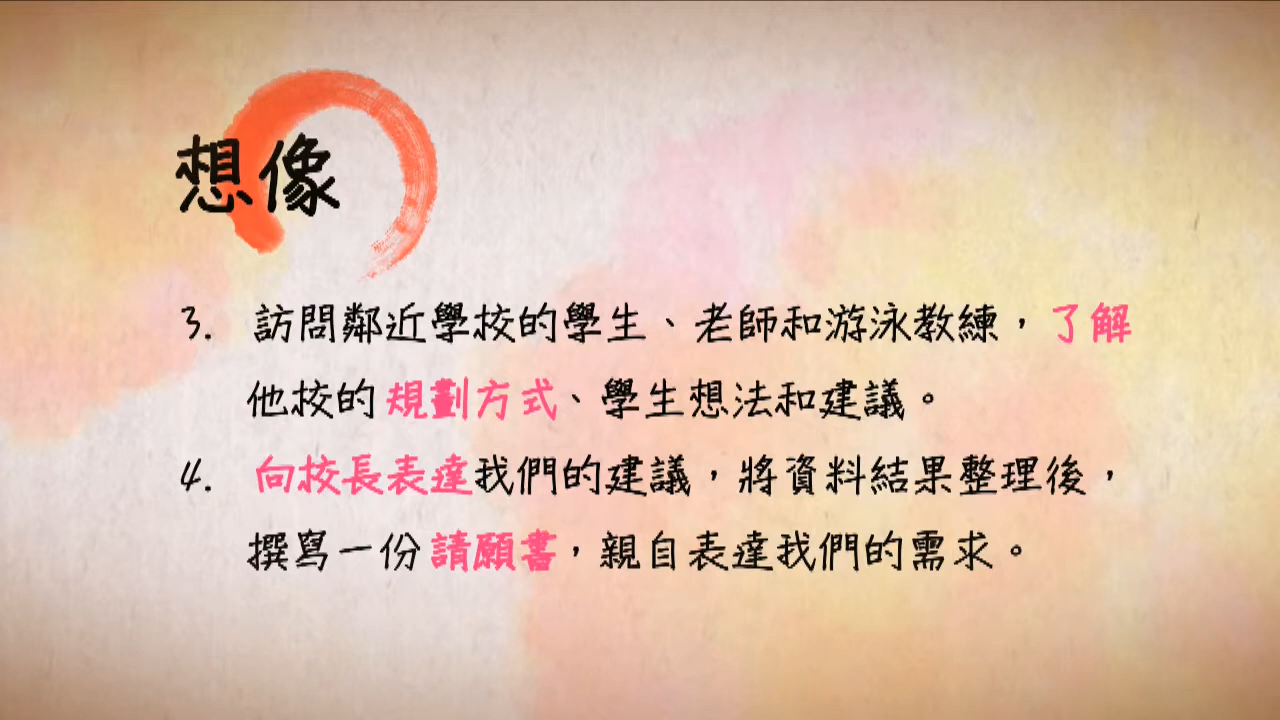 想像
3. 訪問鄰近學校的學生、老師和游泳教練，了解
他校的規劃方式、學生想法和建議。
4. 向校長表達我們的建議，將資料結果整理後，
撰寫一份請願書，親自表達我們的需求。